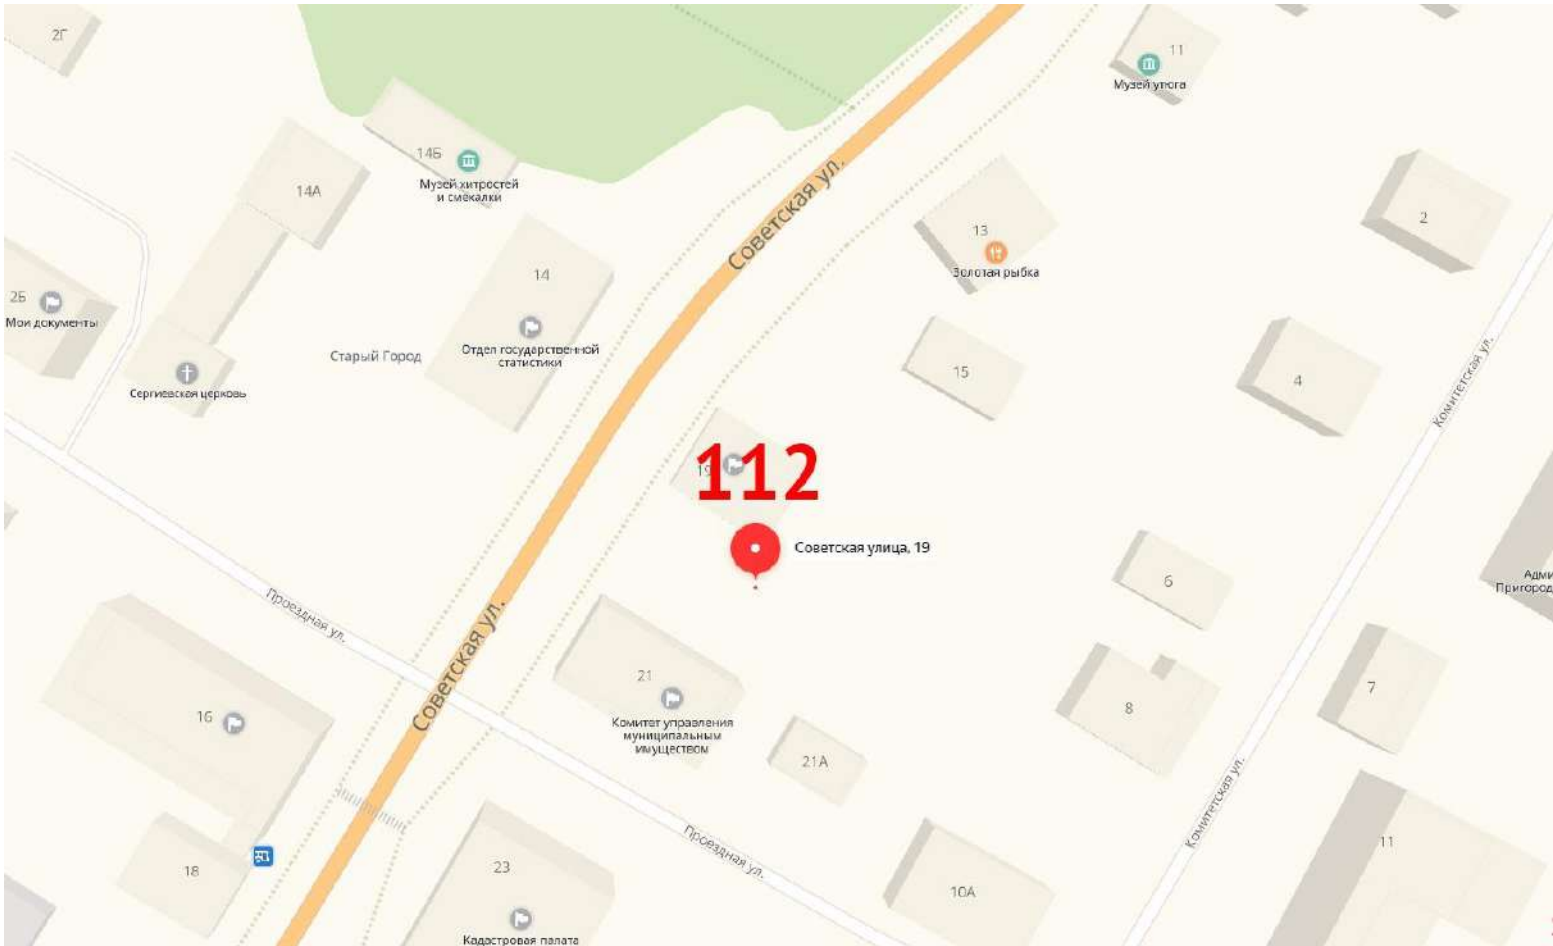 2Г
11
Музей утюга
14Б
Музей хитростей
и смекалки
14А
2
13
Золотая рыбка
Советская ул.
14
2Б
Мои документы
Отдел государственной
статистики
Старый Город
15
4
Сергиевская церковь
Комитетская ул.
19
112
Советская улица, 19
6
Проездная ул.
Советская ул.
21
Комитет управления
муниципальным
имуществом
7
8
16
21А
Комитетская ул.
Проездная ул.
11
18
23
10А
Кадастровая палата